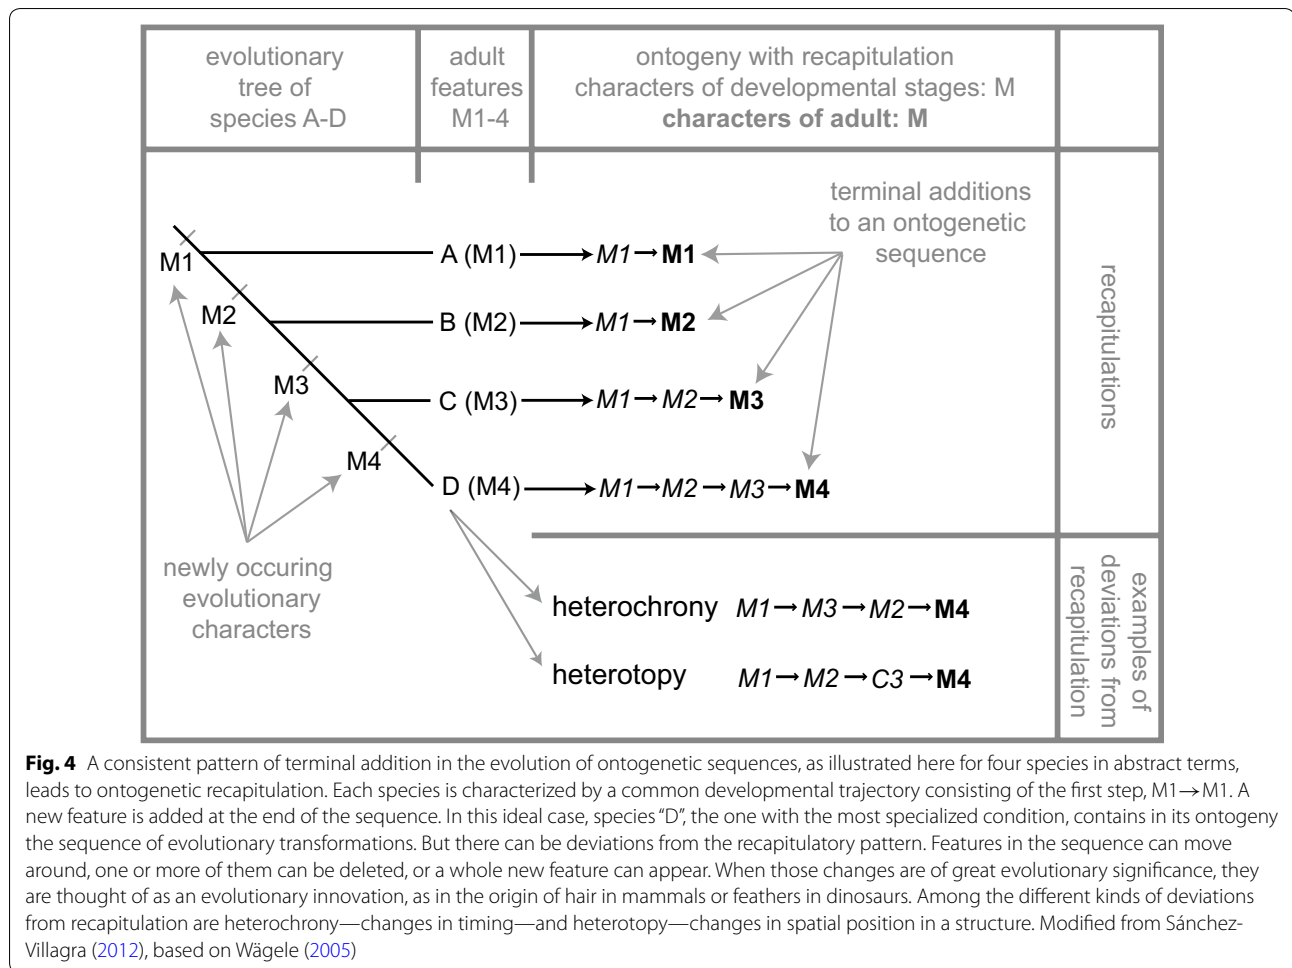 evolutionary
tree of
species A-D
adult
features
M1-4
ontogeny with recapitulation
characters of developmental stages: M
characters of adult: M
terminal additions
to an ontogenetic
sequence
M1
M2
M3
M4
A (M1) M1→M1
B (M2) M1→M2
C (M3) M1→M2→M3
D (M4) M1→M2→M3→M4
recapitulations
newly occuring
evolutionary
characters
heterochrony M1→M3→M2→M4
heterotopy M1→M2→C3→M4
examples of
deviations from
recapitulation
Fig. 4 A consistent pattern of terminal addition in the evolution of ontogenetic sequences, as illustrated here for four species in abstract terms,
leads to ontogenetic recapitulation. Each species is characterized by a common developmental trajectory consisting of the first step, M1→M1. A
new feature is added at the end of the sequence. In this ideal case, species “D”, the one with the most specialized condition, contains in its ontogeny
the sequence of evolutionary transformations. But there can be deviations from the recapitulatory pattern. Features in the sequence can move
around, one or more of them can be deleted, or a whole new feature can appear. When those changes are of great evolutionary significance, they
are thought of as an evolutionary innovation, as in the origin of hair in mammals or feathers in dinosaurs. Among the different kinds of deviations
from recapitulation are heterochrony—changes in timing—and heterotopy—changes in spatial position in a structure. Modified from Sánchez-
Villagra (2012), based on Wägele (2005)